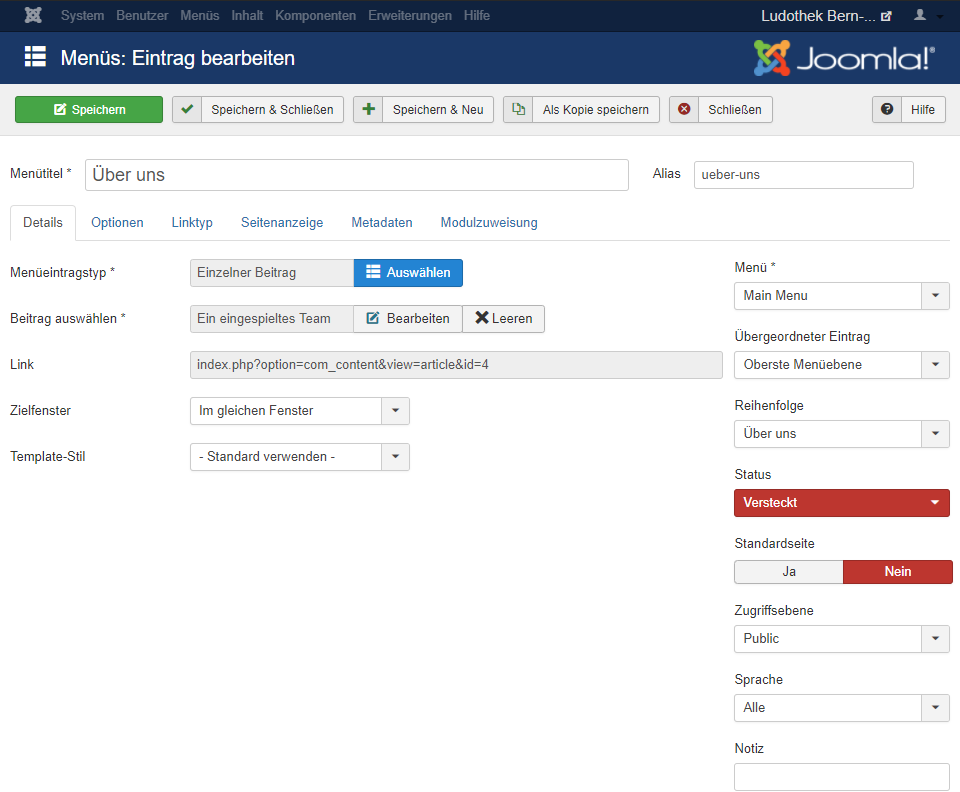 System Benutzer Menüs Inhalt Komponenten Erweiterungen Hilfe Ludothek Bern-...
Menüs: Eintrag bearbeiten Joomla!®
Speichern Speichern & Schließen Speichern & Neu Als Kopie speichern Schließen Hilfe
Menütitel * Über uns Alias ueber-uns
Details Optionen Linktyp Seitenanzeige Metadaten Modulzuweisung
Menüeintragstyp * Einzelner Beitrag Auswählen
Beitrag auswählen * Ein eingespieltes Team Bearbeiten Leeren
Link index.php?option=com_content&view=article&id=4
Zielfenster Im gleichen Fenster
Template-Stil - Standard verwenden -
Menü *
Main Menu
Übergeordneter Eintrag
Oberste Menüebene
Reihenfolge
Über uns
Status
Versteckt
Standardseite
Ja Nein
Zugriffsebene
Public
Sprache
Alle
Notiz